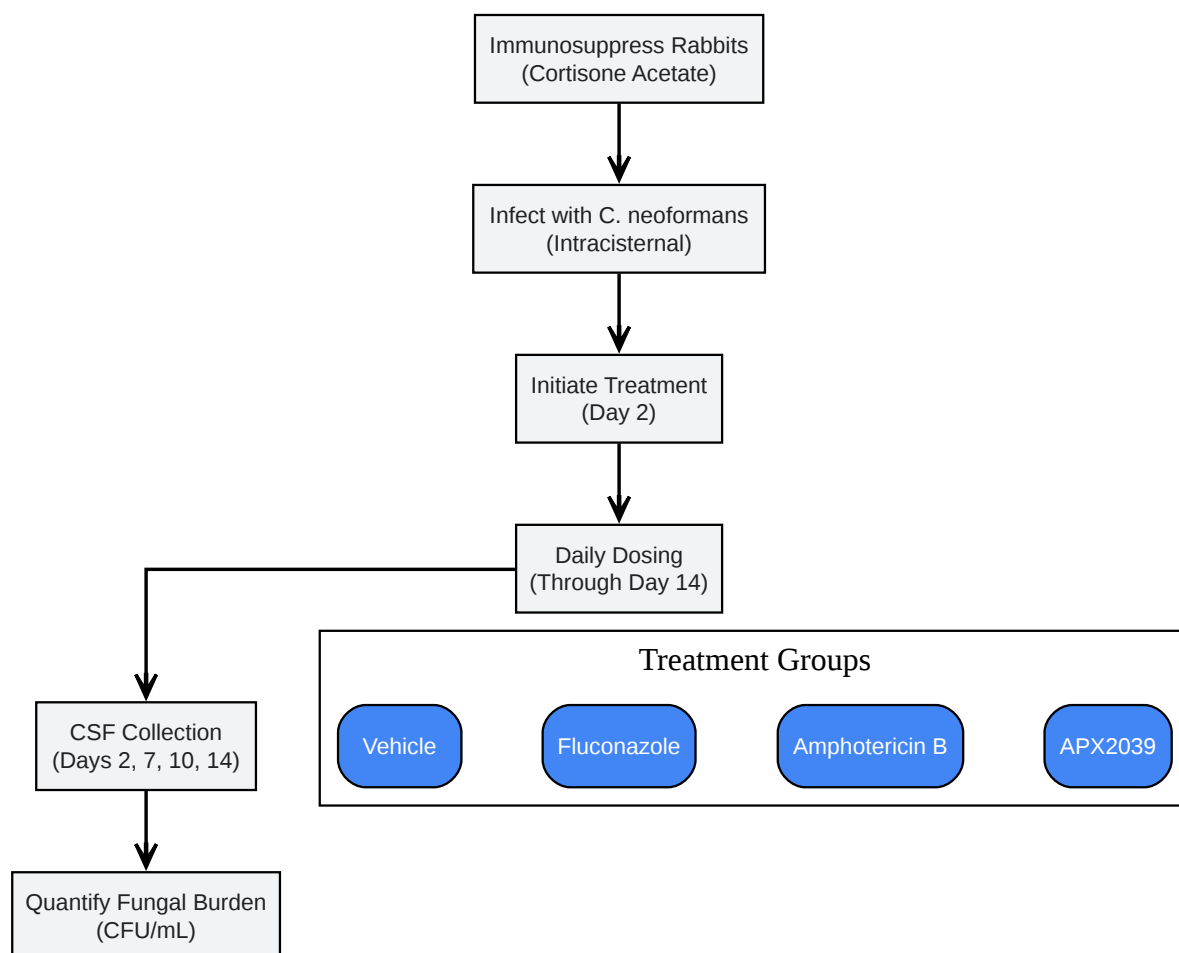 Immunosuppress Rabbits
(Cortisone Acetate)
Infect with C. neoformans
(Intracisternal)
Initiate Treatment
(Day 2)
Daily Dosing
(Through Day 14)
Treatment Groups
Vehicle
Fluconazole
Amphotericin B
APX2039
CSF Collection
(Days 2, 7, 10, 14)
Quantify Fungal Burden
(CFU/mL)